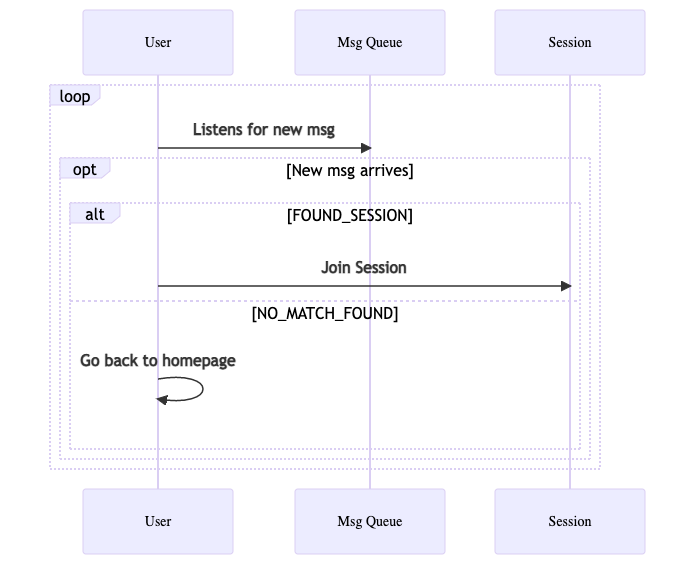 User
Msg Queue
Session
loop
Listens for new msg
opt
[New msg arrives]
alt
[FOUND_SESSION]
Join Session
[NO_MATCH_FOUND]
Go back to homepage
User
Msg Queue
Session